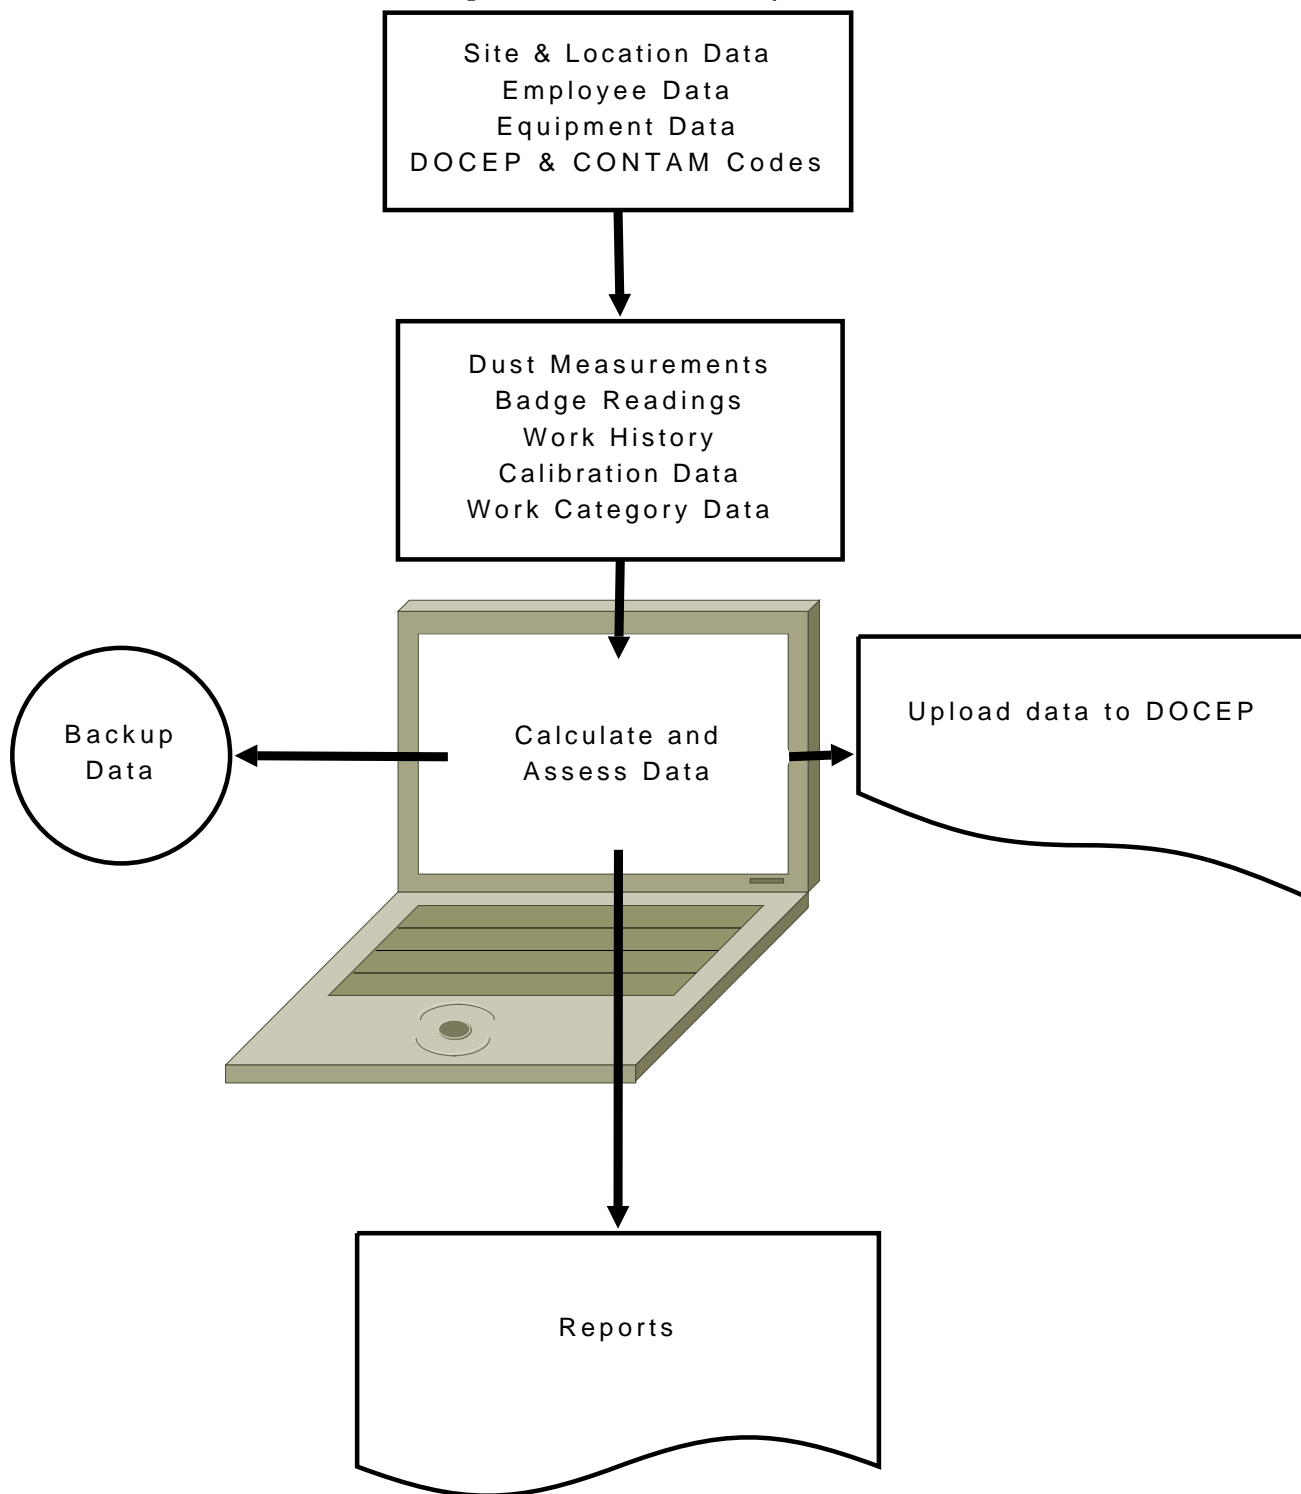 Site & Location Data
Employee Data
Equipment Data
DOCEP & CONTAM Codes
Dust Measurements
Badge Readings
Work History
Calibration Data
Work Category Data
Backup
Data
Calculate and
Assess Data
Upload data to DOCEP
Reports